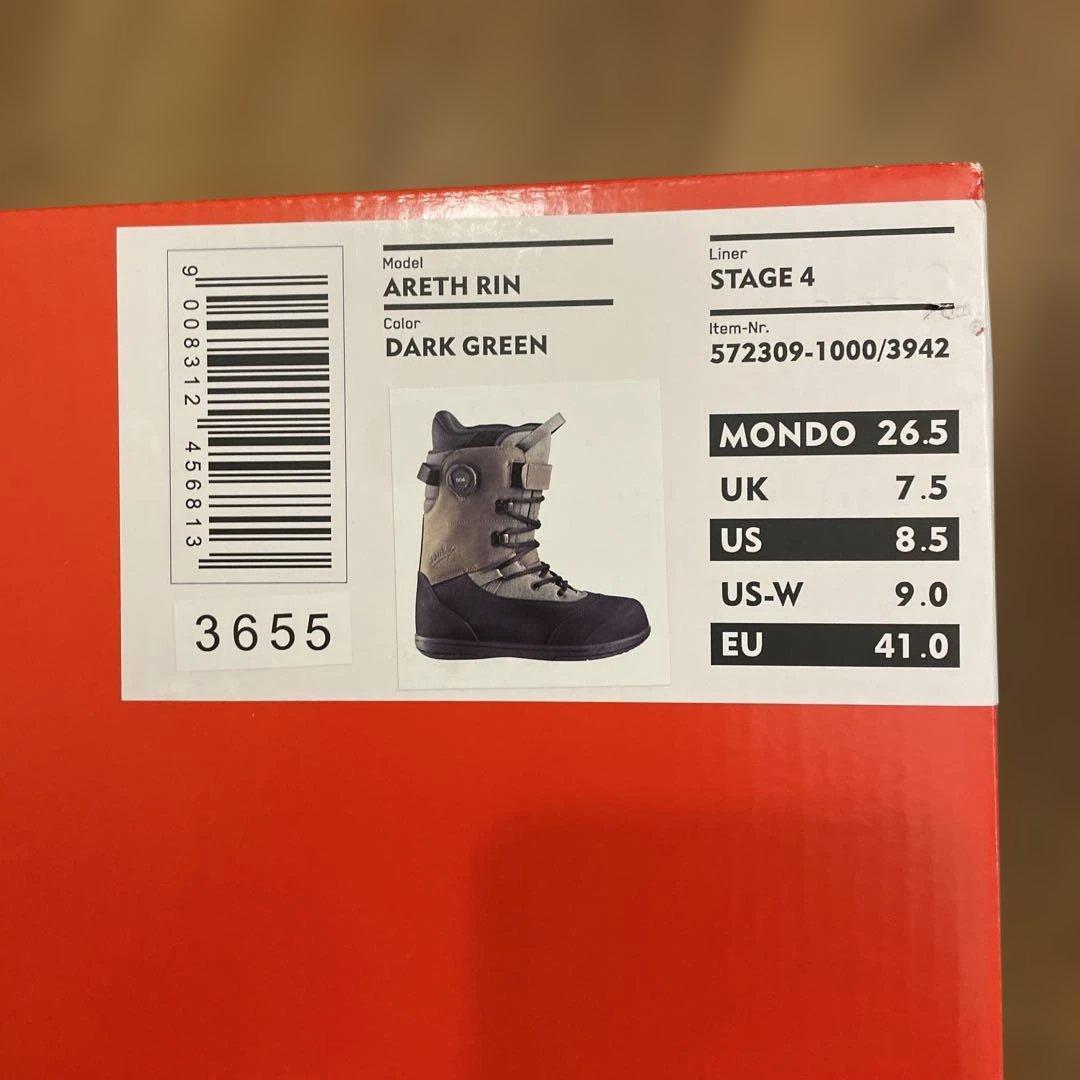 9 008312 456813
3655
Model
ARETH RIN
Color
DARK GREEN
Liner
STAGE 4
Item-Nr.
572309-1000/3942
MONDO 26.5
UK 7.5
US 8.5
US-W 9.0
EU 41.0